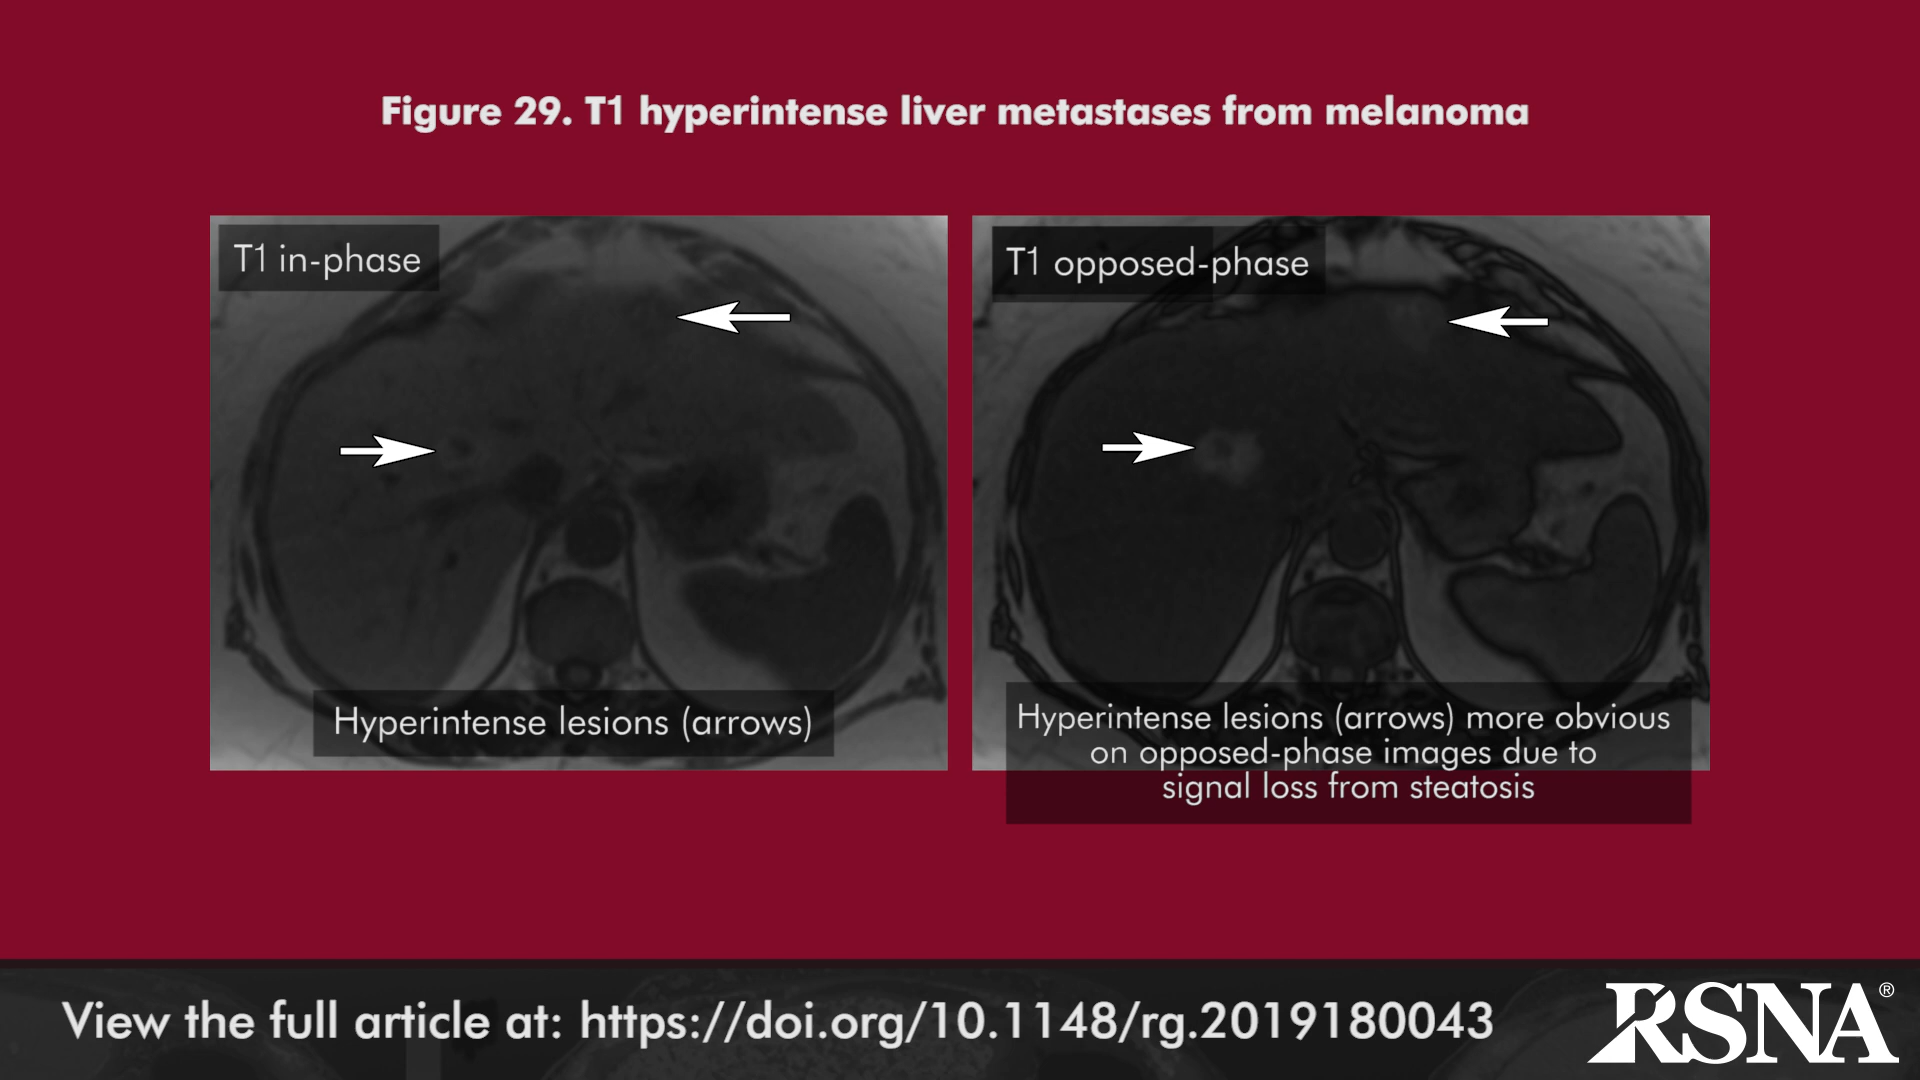 Figure 29. T1 hyperintense liver metastases from melanoma
T1 in-phase
T1 opposed-phase
Hyperintense lesions (arrows)
Hyperintense lesions (arrows) more obvious
on opposed-phase images due to
signal loss from steatosis
View the full article at: https://doi.org/10.1148/rg.2019180043
RSNA®